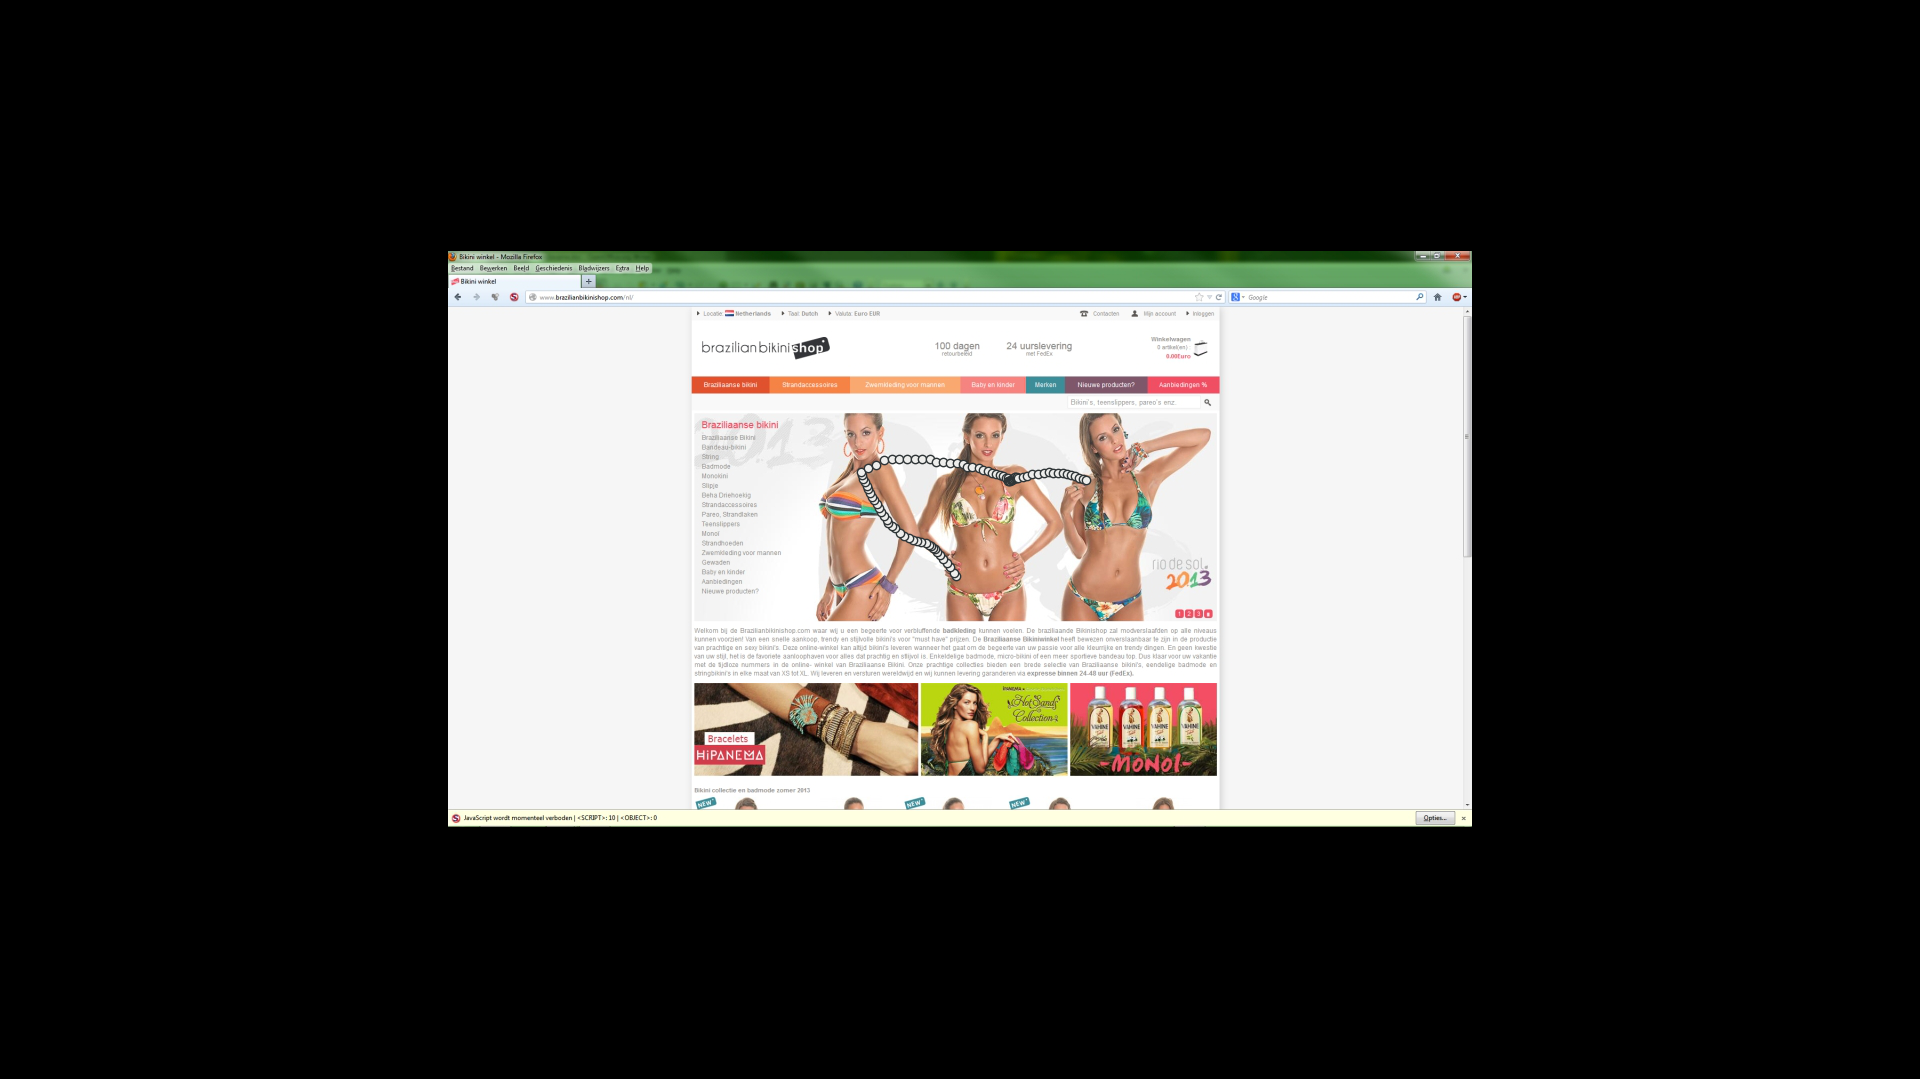 Bikini winkel - Mozilla Firefox
Bestand Bewerken Beeld Geschiedenis Bladwijzers Extra Help
Bikini winkel
www.brazilianbikinishop.com/nl/
Google
Locatie: Netherlands Taal: Dutch Valuta: Euro EUR Contacten Mijn account Inloggen
brazilianbikinishop
100 dagen
retourbeleid
24 uurslevering
met FedEx
Winkelwagen
0 artikel(en)
0.00Euro
Braziliaanse bikini Strandaccessoires Zwemkleding voor mannen Baby en kinder Merken Nieuwe producten? Aanbiedingen %
Bikini's, teenslippers, pareo's enz.
2013
Braziliaanse bikini
Braziliaanse Bikini
Bandeau-bikini
String
Badmode
Monokini
Slipje
Beha Driehoekig
Strandaccessoires
Pareo, Strandlaken
Teenslippers
Monoï
Strandhoeden
Zwemkleding voor mannen
Gewaden
Baby en kinder
Aanbiedingen
Nieuwe producten?
rio de sol.
2013
1 2 3
Welkom bij de Brazilianbikinishop.com waar wij u een begeerte voor verbluffende badkleding kunnen voelen. De braziliaande Bikinishop zal modverslaafden op alle niveaus
kunnen voorzien! Van een snelle aankoop, trendy en stijlvolle bikini's voor "must have" prijzen. De Braziliaanse Bikiniwinkel heeft bewezen onverslaanbaar te zijn in de productie
van prachtige en sexy bikini's. Deze online-winkel kan altijd bikini's leveren wanneer het gaat om de begeerte van uw passie voor alle kleurrijke en trendy dingen. En geen kwestie
van uw stijl, het is de favoriete aanloophaven voor alles dat prachtig en stijlvol is. Enkeldelige badmode, micro-bikini of een meer sportieve bandeau top. Dus klaar voor uw vakantie
met de tijdloze nummers in de online- winkel van Braziliaanse Bikini. Onze prachtige collecties bieden een brede selectie van Braziliaanse bikini's, eendelige badmode en
stringbikini's in elke maat van XS tot XL. Wij leveren en versturen wereldwijd en wij kunnen levering garanderen via expresse binnen 24-48 uur (FedEx).
Bracelets
HIPANEMA
Hot Sands
Collection
VAHINE VAHINE VAHINE VAHINE
-MONOI-
Bikini collectie en badmode zomer 2013
NEW NEW NEW
JavaScript wordt momenteel verboden | <SCRIPT>: 10 | <OBJECT>: 0
Opties...